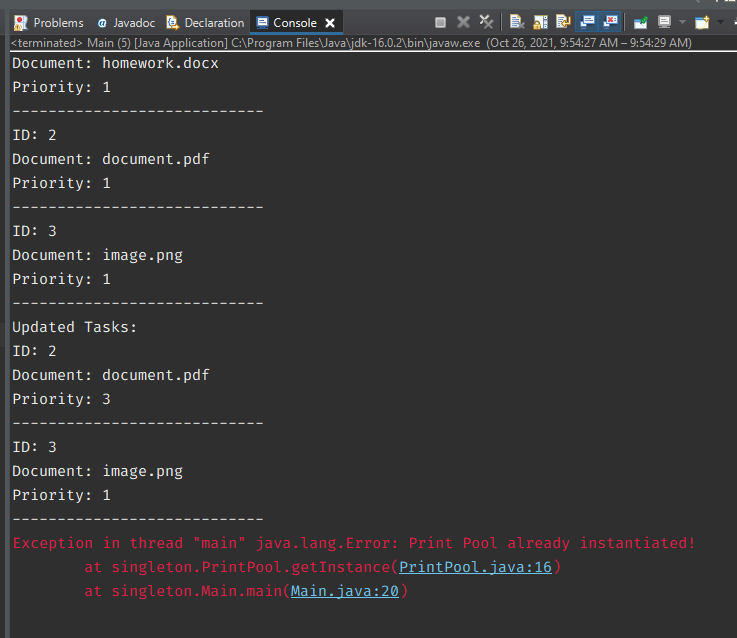 Problems @ Javadoc Declaration Console
<terminated> Main (5) [Java Application] C:\Program Files\Java\jdk-16.0.2\bin\javaw.exe (Oct 26, 2021, 9:54:27 AM – 9:54:29 AM)
Document: homework.docx
Priority: 1
----------------------------
ID: 2
Document: document.pdf
Priority: 1
----------------------------
ID: 3
Document: image.png
Priority: 1
----------------------------
Updated Tasks:
ID: 2
Document: document.pdf
Priority: 3
----------------------------
ID: 3
Document: image.png
Priority: 1
----------------------------
Exception in thread "main" java.lang.Error: Print Pool already instantiated!
at singleton.PrintPool.getInstance(PrintPool.java:16)
at singleton.Main.main(Main.java:20)